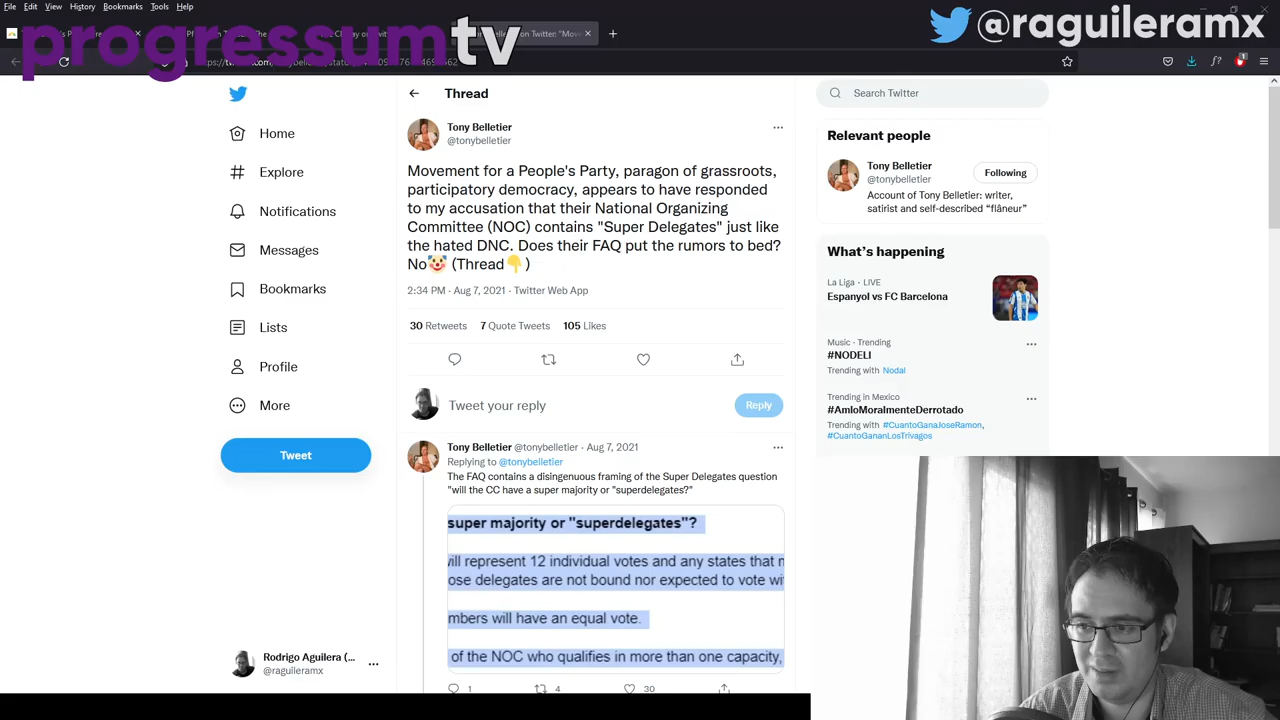 File Edit View History Bookmarks Tools Help
progressumtv
@raguileramx
Thread
Search Twitter
Home
Explore
Notifications
Messages
Bookmarks
Lists
Profile
More
Tweet
Rodrigo Aguilera (...
@raguileramx
Tony Belletier
@tonybelletier
Movement for a People's Party, paragon of grassroots,
participatory democracy, appears to have responded
to my accusation that their National Organizing
Committee (NOC) contains "Super Delegates" just like
the hated DNC. Does their FAQ put the rumors to bed?
No🤡 (Thread👇)
2:34 PM · Aug 7, 2021 · Twitter Web App
30 Retweets 7 Quote Tweets 105 Likes
Tweet your reply
Reply
Tony Belletier @tonybelletier · Aug 7, 2021
Replying to @tonybelletier
The FAQ contains a disingenuous framing of the Super Delegates question
"will the CC have a super majority or "superdelegates?"
super majority or "superdelegates"?
will represent 12 individual votes and any states that
ose delegates are not bound nor expected to vote wi
mbers will have an equal vote.
of the NOC who qualifies in more than one capacity,
1 4 30
Relevant people
Tony Belletier
@tonybelletier
Following
Account of Tony Belletier: writer,
satirist and self-described “flâneur”
What's happening
La Liga · LIVE
Espanyol vs FC Barcelona
Music · Trending
#NODELI
Trending with Nodal
Trending in Mexico
#AmloMoralmenteDerrotado
Trending with #CuantoGanaJoseRamon,
#CuantoGananLosTrivagos